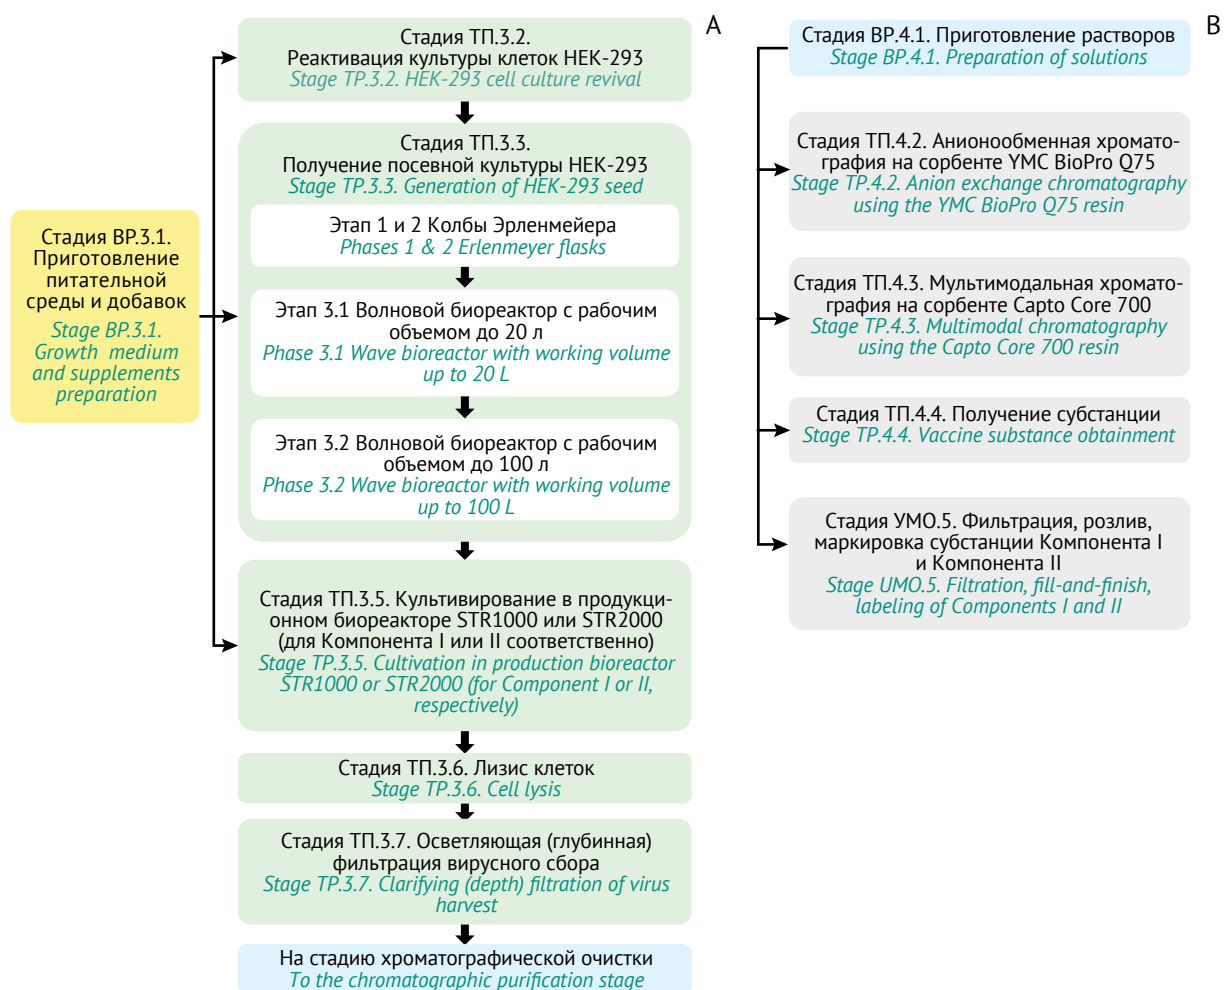 A
Стадия ТП.3.2.
Реактивация культуры клеток HEK-293
Stage TP.3.2. HEK-293 cell culture revival
Стадия ТП.3.3.
Получение посевной культуры HEK-293
Stage TP.3.3. Generation of HEK-293 seed
Этап 1 и 2 Колбы Эрленмейера
Phases 1 & 2 Erlenmeyer flasks
Стадия ВР.3.1.
Приготовление
питательной
среды и добавок
Stage BP.3.1.
Growth medium
and supplements
preparation
Этап 3.1 Волновой биореактор с рабочим
объемом до 20 л
Phase 3.1 Wave bioreactor with working volume
up to 20 L
Этап 3.2 Волновой биореактор с рабочим
объемом до 100 л
Phase 3.2 Wave bioreactor with working volume
up to 100 L
Стадия ТП.3.5. Культивирование в продукци-
онном биореакторе STR1000 или STR2000
(для Компонента I или II соответственно)
Stage TP.3.5. Cultivation in production bioreactor
STR1000 or STR2000 (for Component I or II,
respectively)
Стадия ТП.3.6. Лизис клеток
Stage TP.3.6. Cell lysis
Стадия ТП.3.7. Осветляющая (глубинная)
фильтрация вирусного сбора
Stage TP.3.7. Clarifying (depth) filtration of virus
harvest
На стадию хроматографической очистки
To the chromatographic purification stage
B
Стадия ВР.4.1. Приготовление растворов
Stage BP.4.1. Preparation of solutions
Стадия ТП.4.2. Анионообменная хромато-
графия на сорбенте YMC BioPro Q75
Stage TP.4.2. Anion exchange chromatography
using the YMC BioPro Q75 resin
Стадия ТП.4.3. Мультимодальная хромато-
графия на сорбенте Capto Core 700
Stage TP.4.3. Multimodal chromatography
using the Capto Core 700 resin
Стадия ТП.4.4. Получение субстанции
Stage TP.4.4. Vaccine substance obtainment
Стадия УМО.5. Фильтрация, розлив,
маркировка субстанции Компонента I
и Компонента II
Stage UMO.5. Filtration, fill-and-finish,
labeling of Components I and II